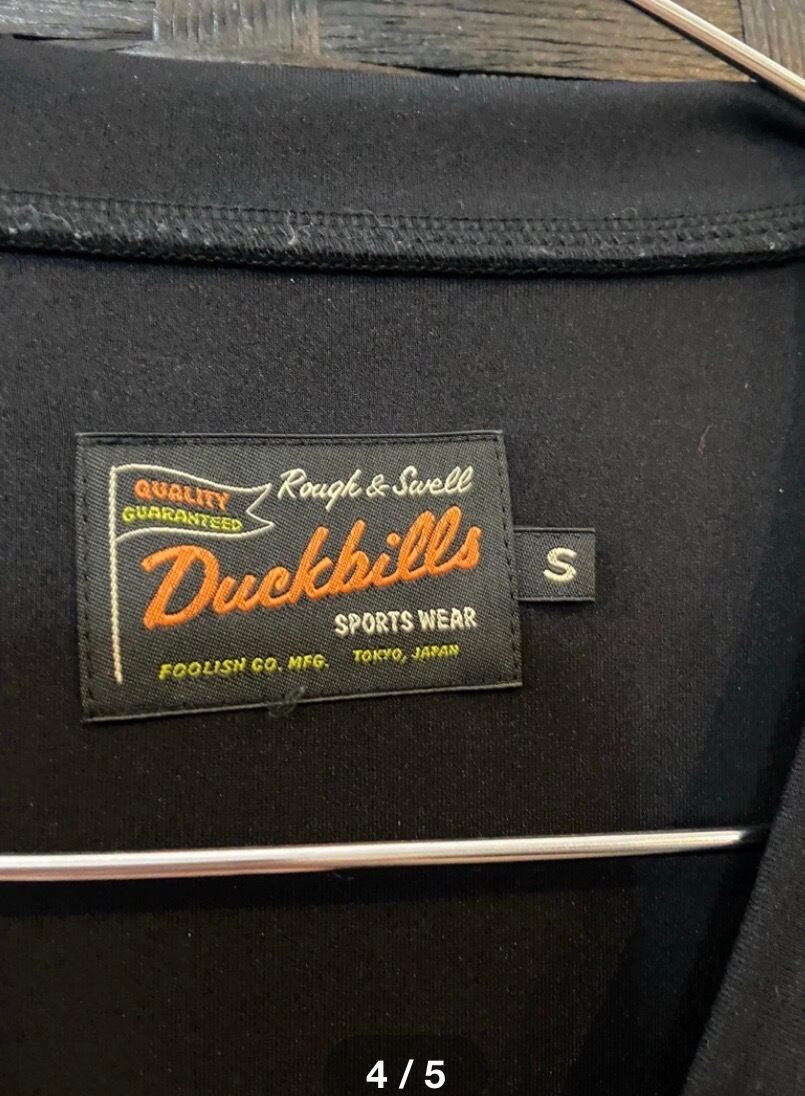 QUALITY
GUARANTEED
Rough & Swell
Duckbills
SPORTS WEAR
FOOLISH CO. MFG. TOKYO, JAPAN
S
4 / 5